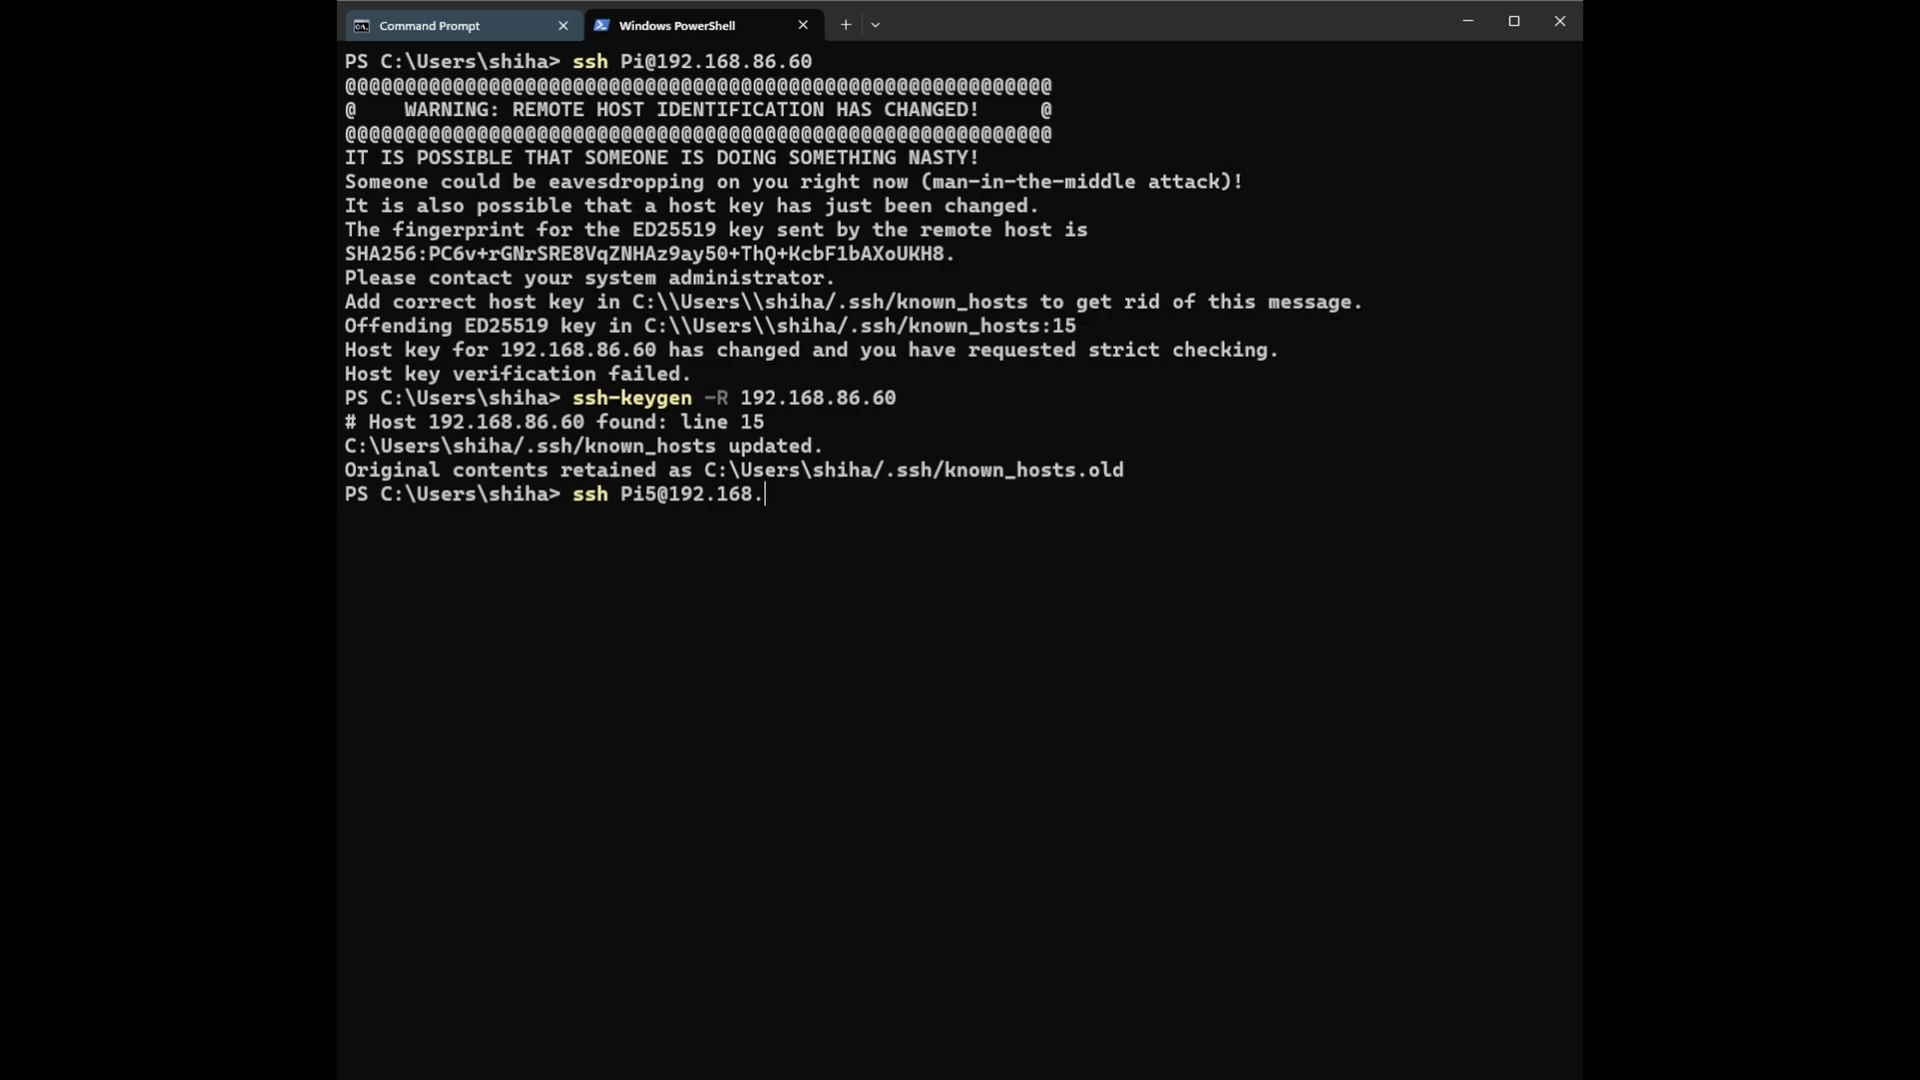 Command Prompt
Windows PowerShell
PS C:\Users\shiha> ssh Pi@192.168.86.60
@@@@@@@@@@@@@@@@@@@@@@@@@@@@@@@@@@@@@@@@@@@@@@@@@@@@@@@@@@@
@    WARNING: REMOTE HOST IDENTIFICATION HAS CHANGED!     @
@@@@@@@@@@@@@@@@@@@@@@@@@@@@@@@@@@@@@@@@@@@@@@@@@@@@@@@@@@@
IT IS POSSIBLE THAT SOMEONE IS DOING SOMETHING NASTY!
Someone could be eavesdropping on you right now (man-in-the-middle attack)!
It is also possible that a host key has just been changed.
The fingerprint for the ED25519 key sent by the remote host is
SHA256:PC6v+rGNrSRE8VqZNHAz9ay50+ThQ+KcbF1bAXoUKH8.
Please contact your system administrator.
Add correct host key in C:\\Users\\shiha/.ssh/known_hosts to get rid of this message.
Offending ED25519 key in C:\\Users\\shiha/.ssh/known_hosts:15
Host key for 192.168.86.60 has changed and you have requested strict checking.
Host key verification failed.
PS C:\Users\shiha> ssh-keygen -R 192.168.86.60
# Host 192.168.86.60 found: line 15
C:\Users\shiha/.ssh/known_hosts updated.
Original contents retained as C:\Users\shiha/.ssh/known_hosts.old
PS C:\Users\shiha> ssh Pi5@192.168.